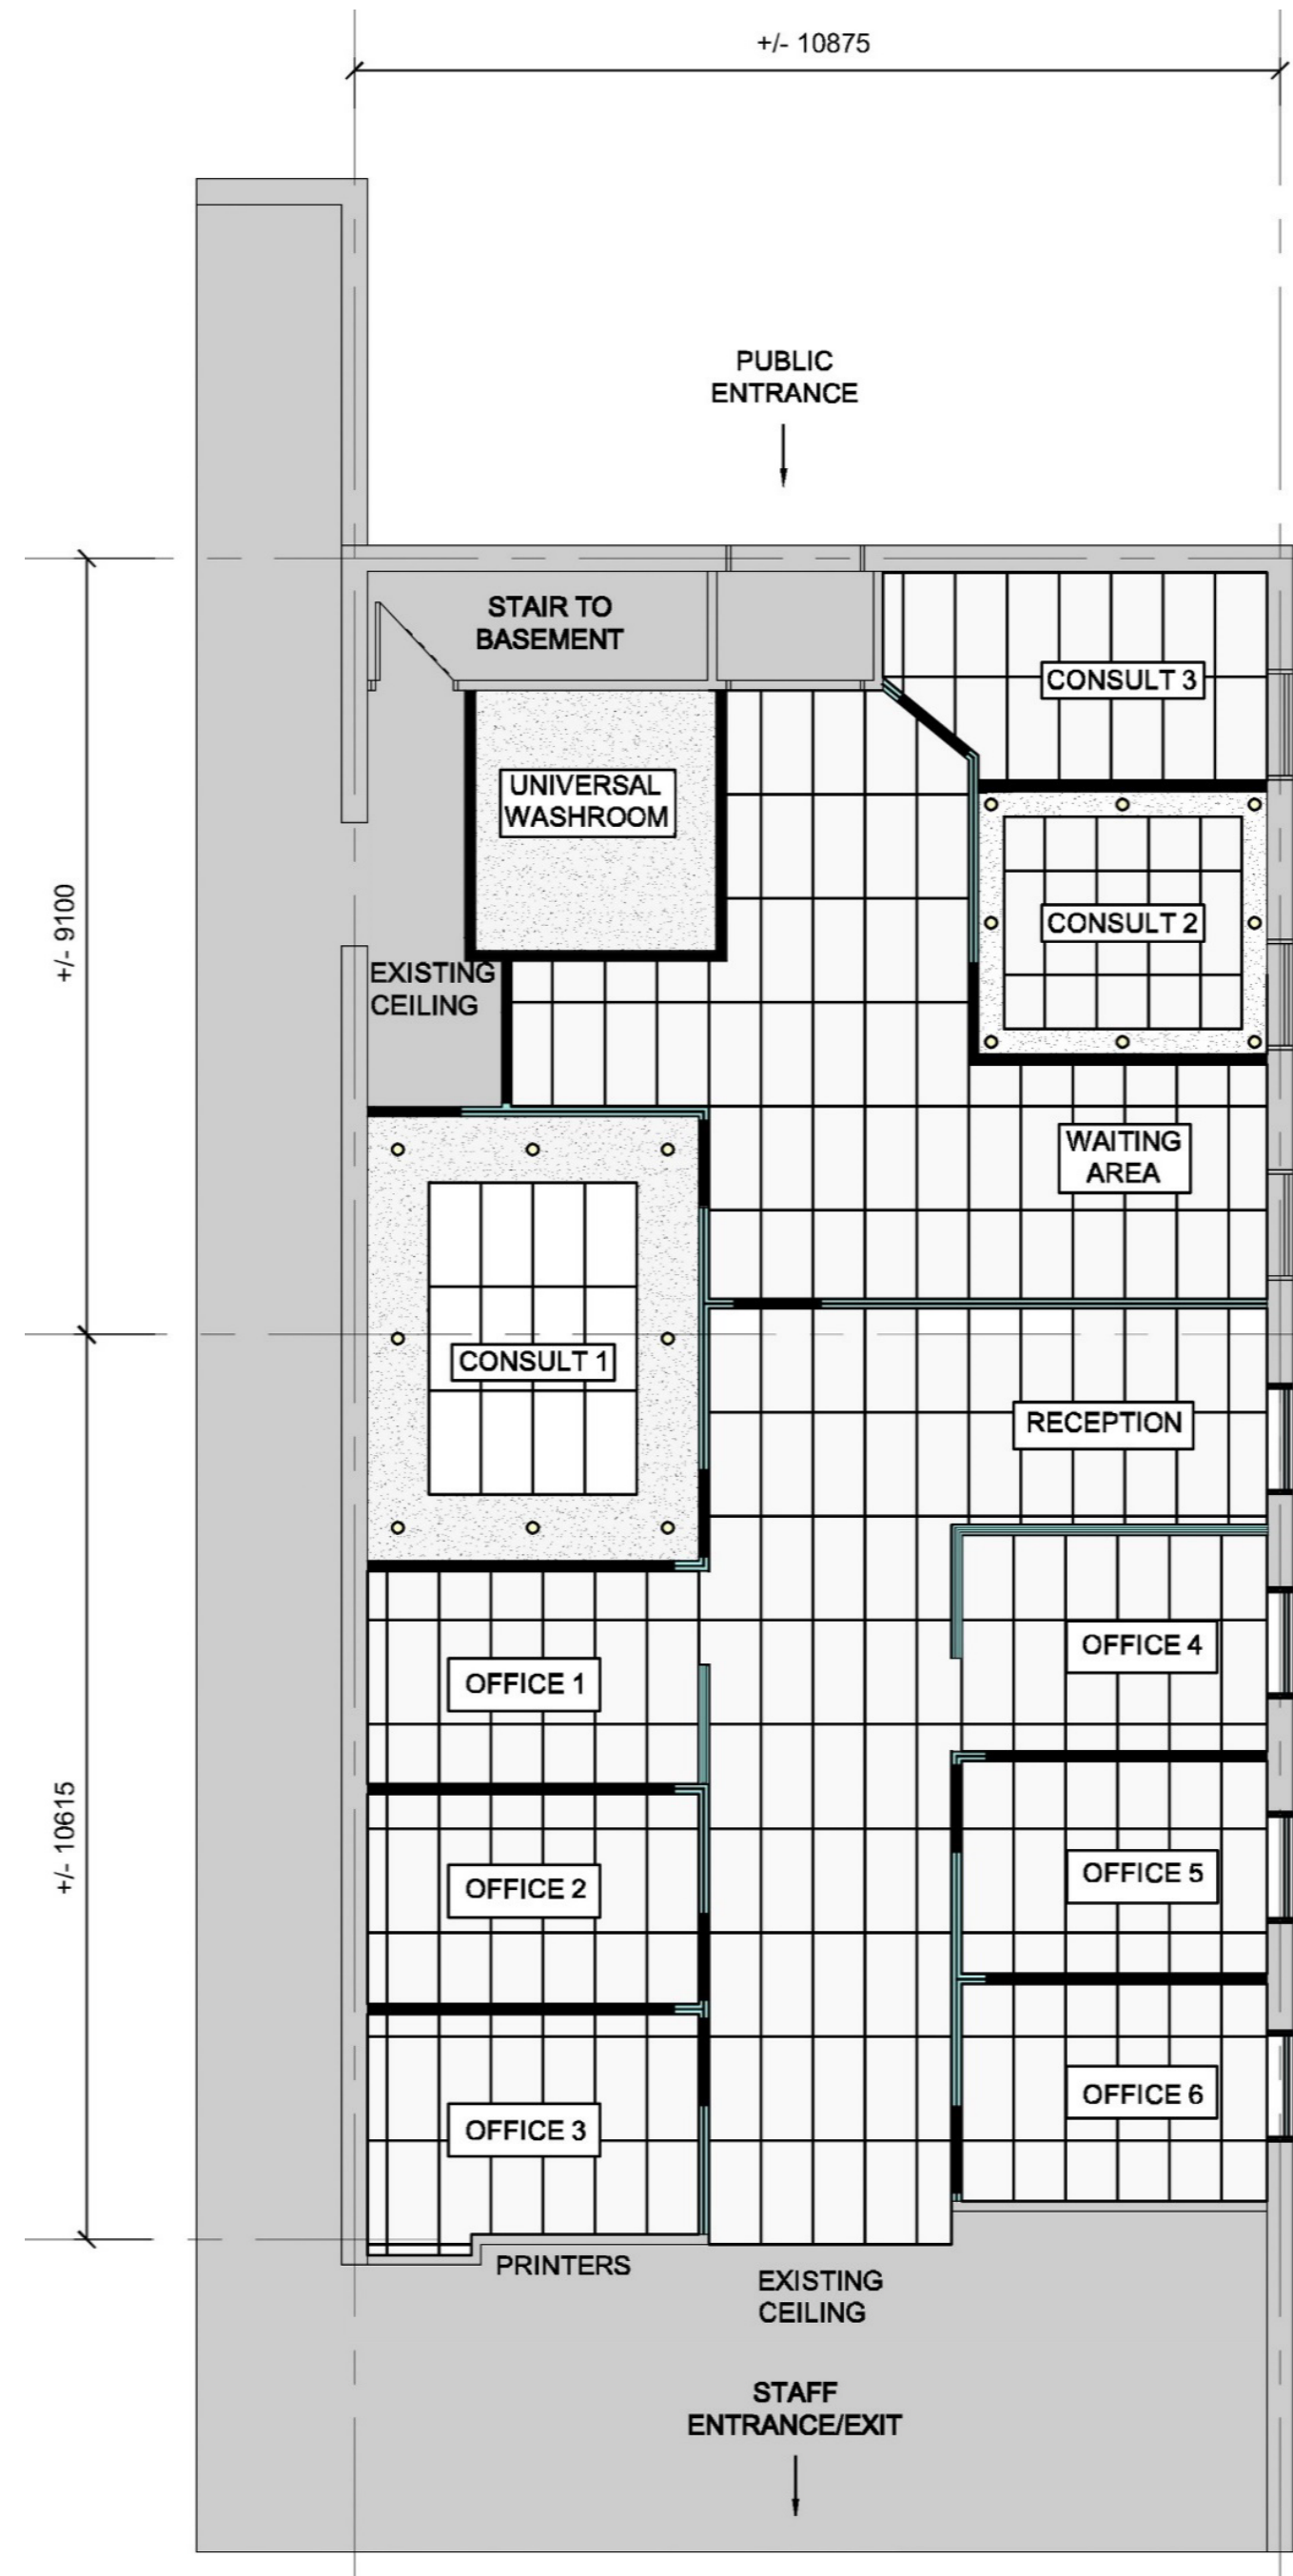 +/- 10875
PUBLIC
ENTRANCE
STAIR TO
BASEMENT
CONSULT 3
UNIVERSAL
WASHROOM
+/- 9100
CONSULT 2
EXISTING
CEILING
WAITING
AREA
CONSULT 1
RECEPTION
OFFICE 4
OFFICE 1
+/- 10615
OFFICE 5
OFFICE 2
OFFICE 6
OFFICE 3
PRINTERS
EXISTING
CEILING
STAFF
ENTRANCE/EXIT